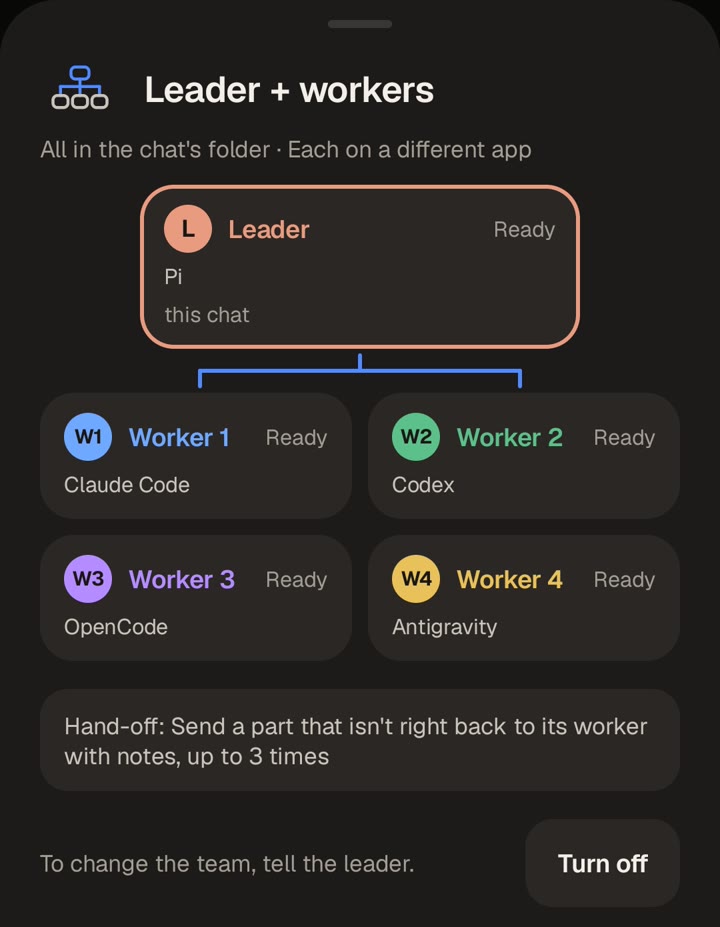 Leader + workers
All in the chat's folder · Each on a different app
L Leader Ready
Pi
this chat
W1 Worker 1 Ready
Claude Code
W2 Worker 2 Ready
Codex
W3 Worker 3 Ready
OpenCode
W4 Worker 4 Ready
Antigravity
Hand-off: Send a part that isn't right back to its worker
with notes, up to 3 times
To change the team, tell the leader.
Turn off